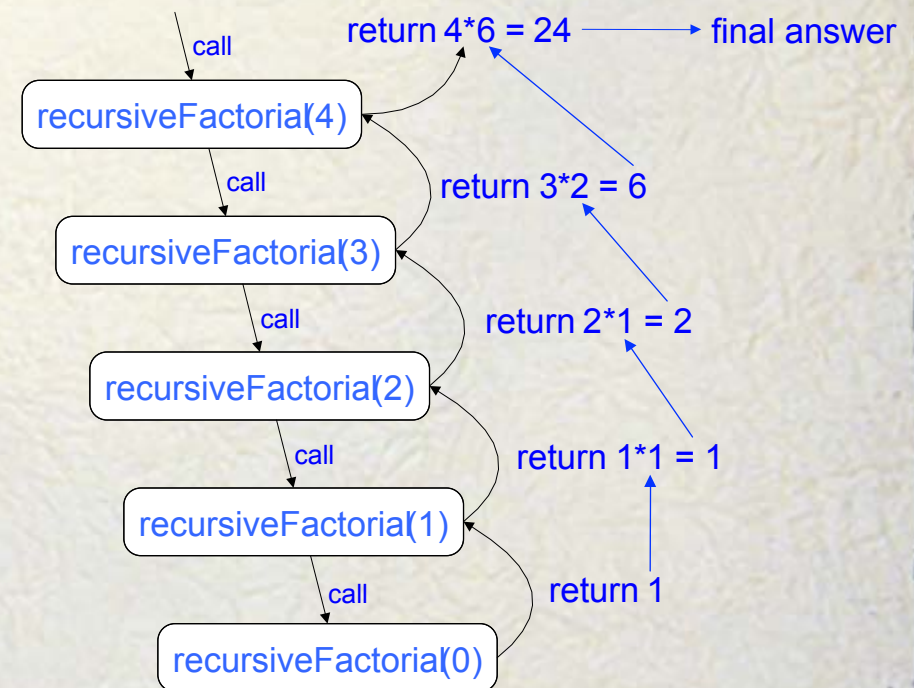 return 4*6 = 24
final answer
call
recursiveFactorial(4)
call
return 3*2 = 6
recursiveFactorial(3)
call
return 2*1 = 2
recursiveFactorial(2)
call
return 1*1 = 1
recursiveFactorial(1)
call
return 1
recursiveFactorial(0)